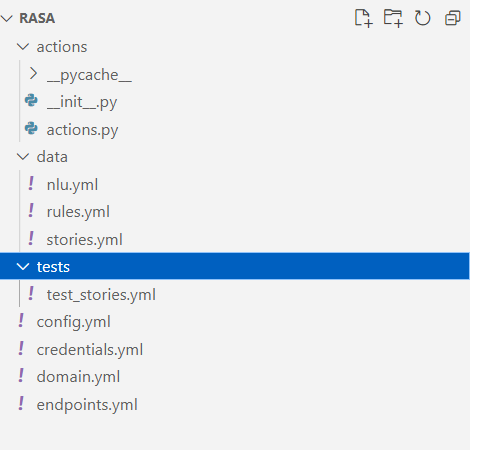 RASA
actions
__pycache__
__init__.py
actions.py
data
! nlu.yml
! rules.yml
! stories.yml
tests
! test_stories.yml
! config.yml
! credentials.yml
! domain.yml
! endpoints.yml